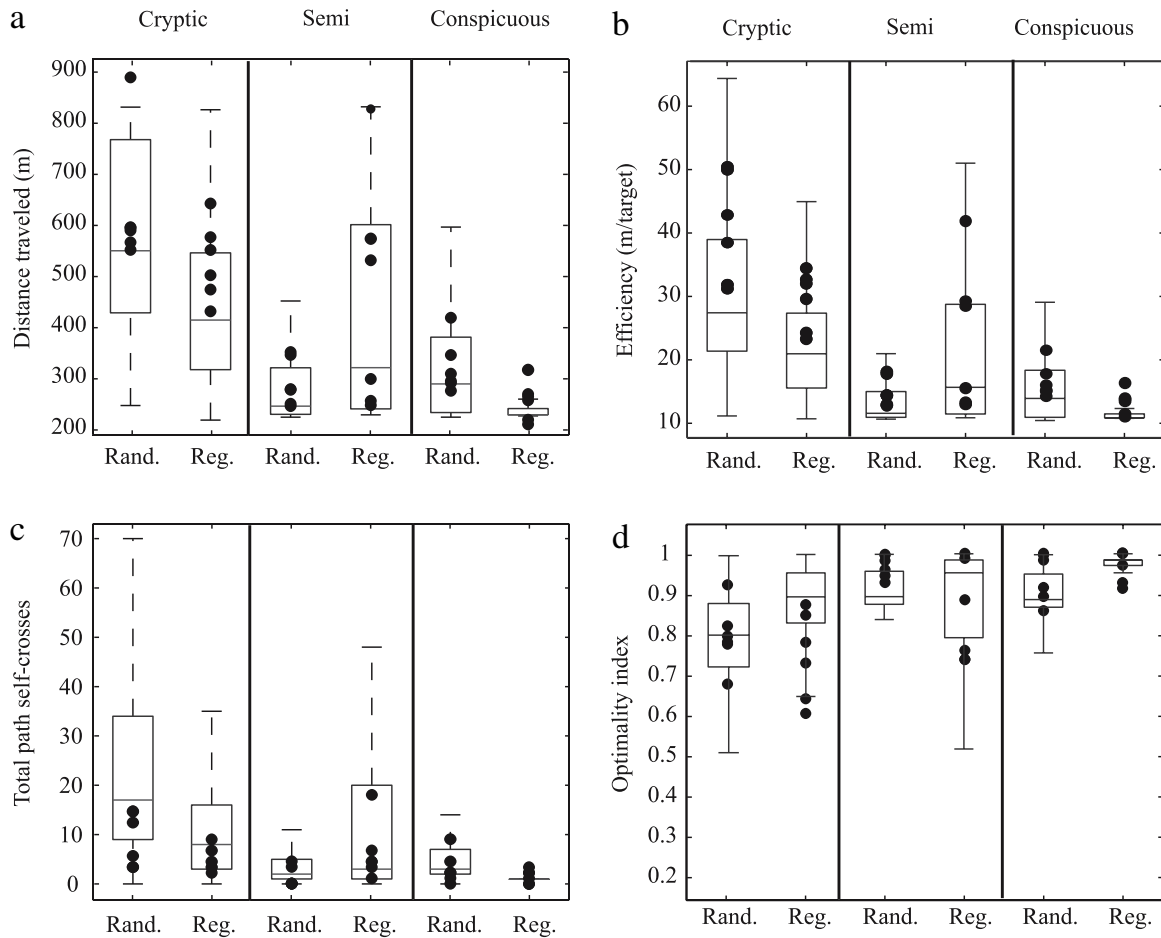 a
Cryptic Semi Conspicuous
Distance traveled (m)
900
800
700
600
500
400
300
200
Rand. Reg. Rand. Reg. Rand. Reg.
b
Cryptic Semi Conspicuous
Efficiency (m/target)
60
50
40
30
20
10
Rand. Reg. Rand. Reg. Rand. Reg.
c
Total path self-crosses
70
60
50
40
30
20
10
0
Rand. Reg. Rand. Reg. Rand. Reg.
d
Optimality index
1
0.9
0.8
0.7
0.6
0.5
0.4
0.3
0.2
Rand. Reg. Rand. Reg. Rand. Reg.